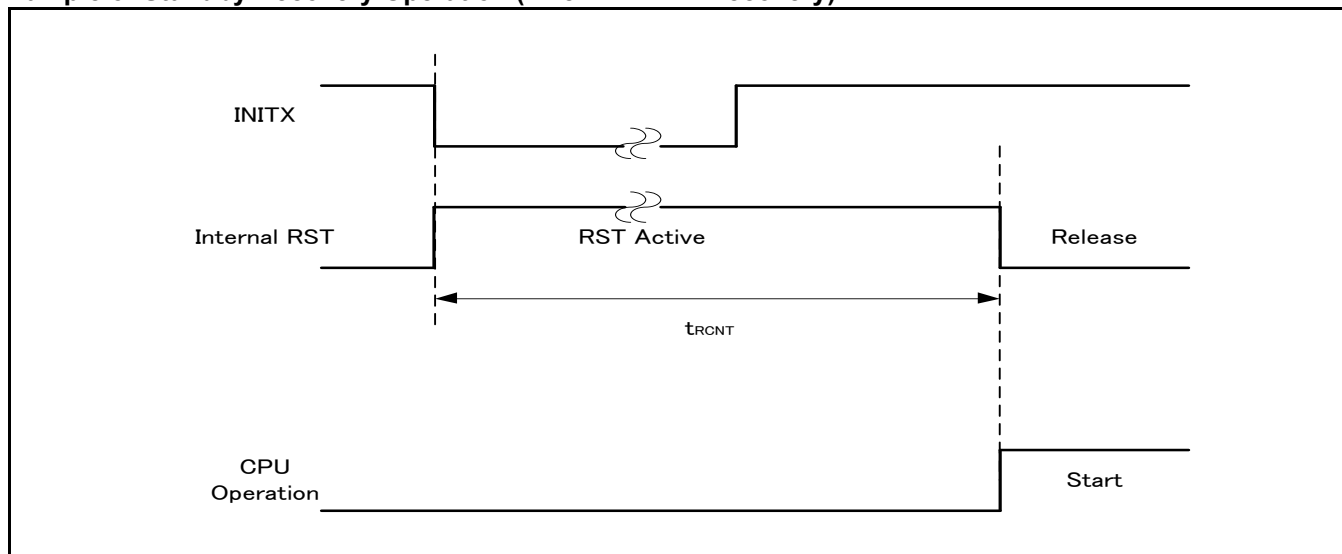 INITX
Internal RST
RST Active
Release
tRCNT
CPU
Operation
Start